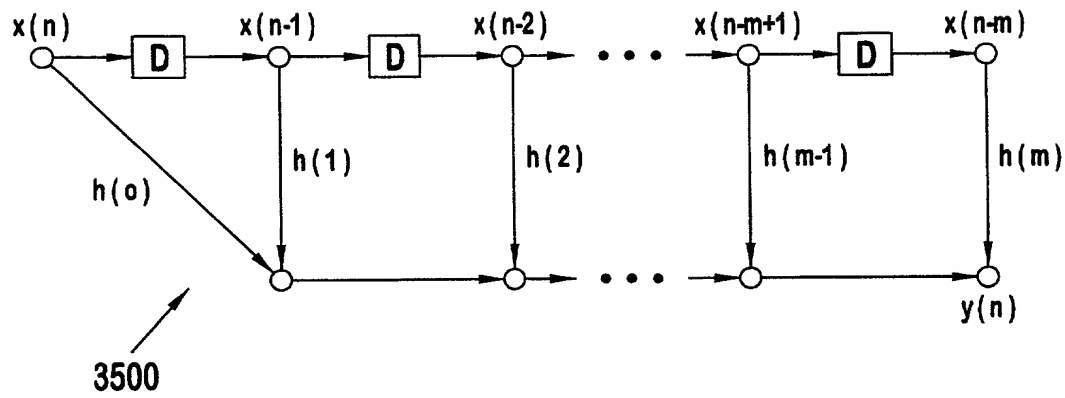 x(n) x(n-1) x(n-2) x(n-m+1) x(n-m)
D D D
h(o) h(1) h(2) h(m-1) h(m)
y(n)
3500